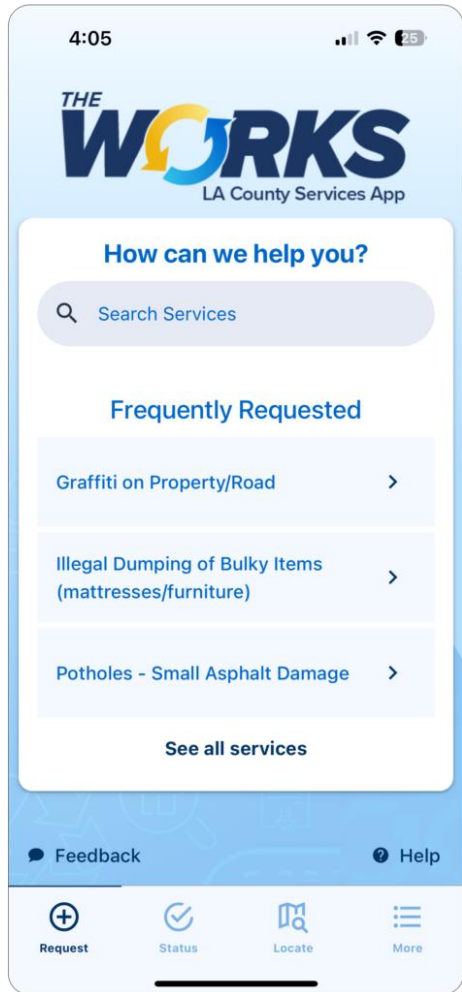 4:05
25
THE
WORKS
LA County Services App
How can we help you?
Search Services
Frequently Requested
Graffiti on Property/Road
Illegal Dumping of Bulky Items
(mattresses/furniture)
Potholes - Small Asphalt Damage
See all services
Feedback
Help
Request
Status
Locate
More